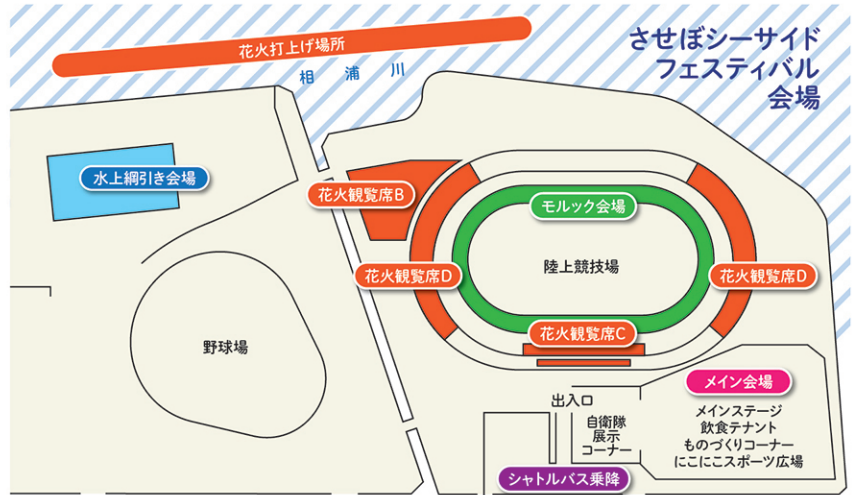 花火打上げ場所
相浦川
させぼシーサイド
フェスティバル
会場
水上綱引き会場
花火観覧席B
モルック会場
花火観覧席D
陸上競技場
花火観覧席D
野球場
花火観覧席C
メイン会場
メインステージ
飲食テナント
ものづくりコーナー
にこにこスポーツ広場
出入口
自衛隊
展示
コーナー
シャトルバス乗降